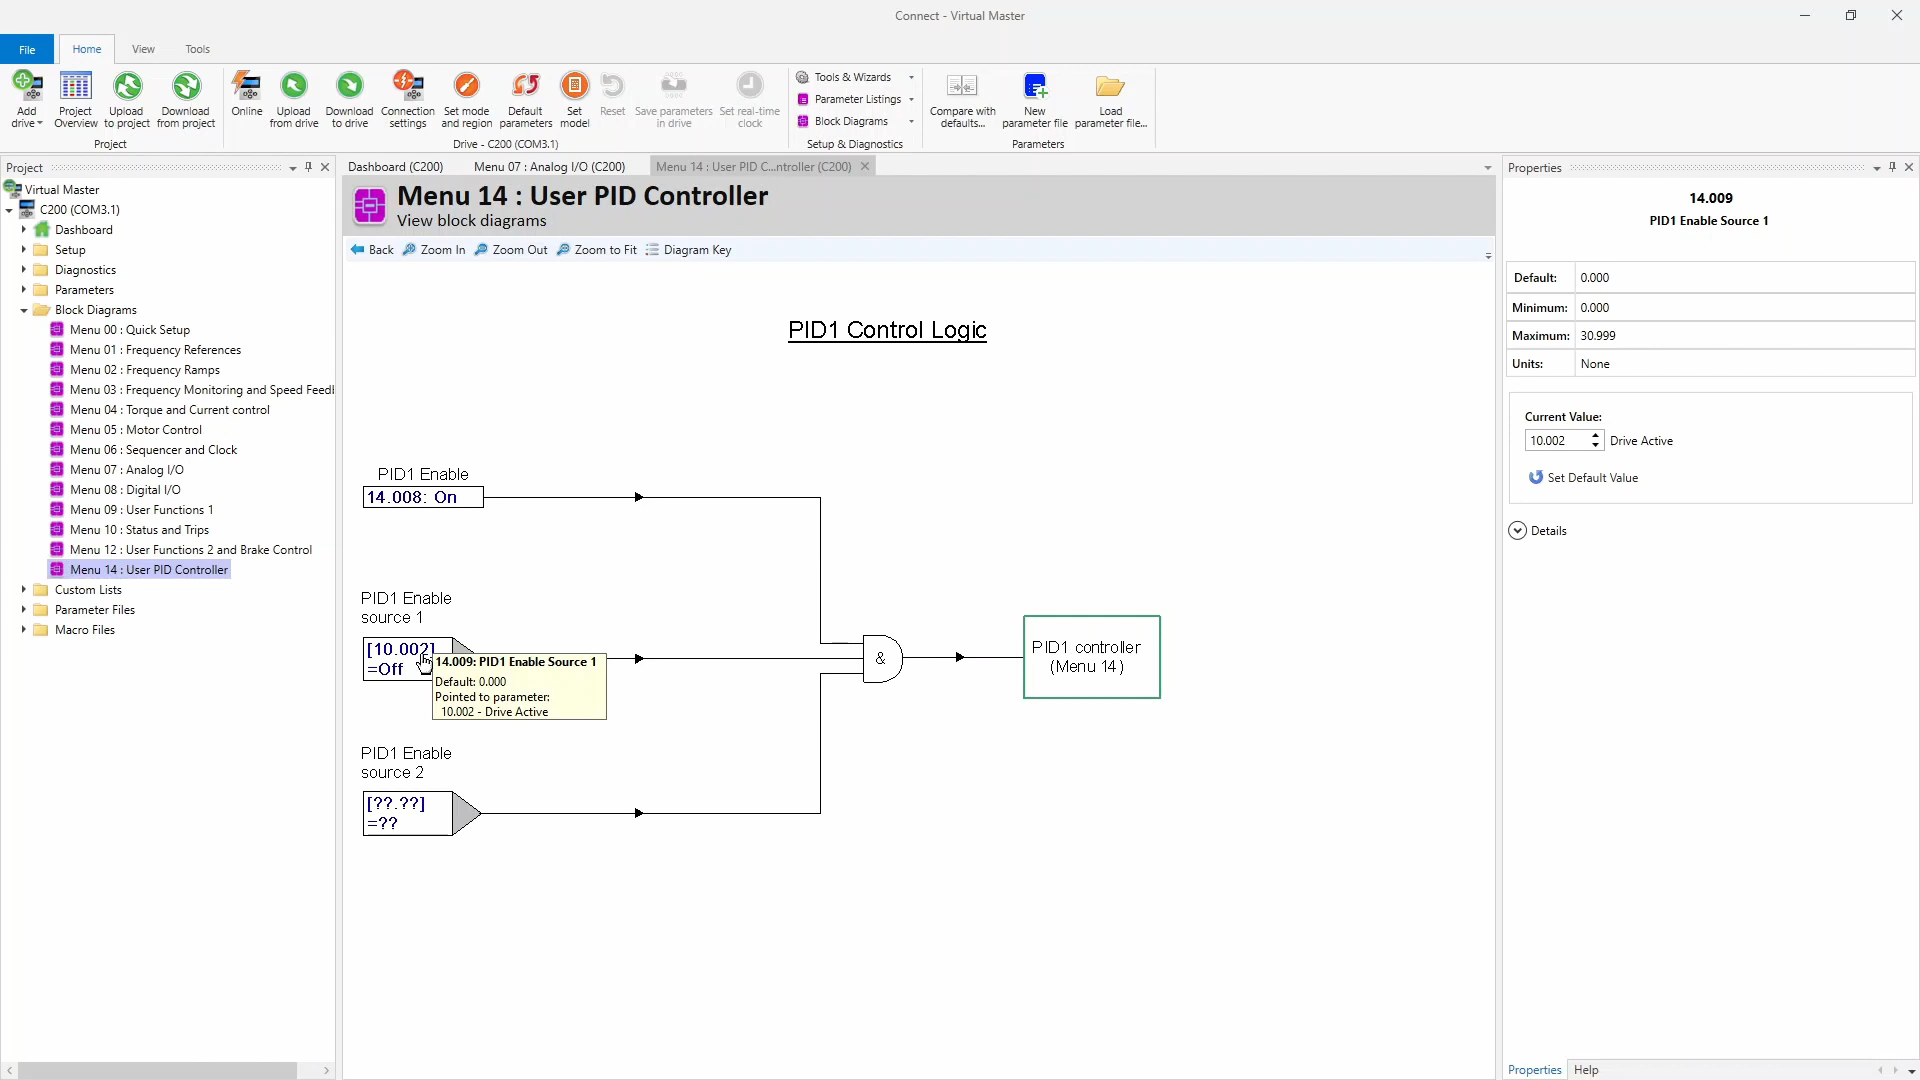 Connect - Virtual Master
File
Home
View
Tools
Add drive
Project Overview
Upload to project
Download from project
Project
Online
Upload from drive
Download to drive
Connection settings
Set mode and region
Default parameters
Set model
Reset
Save parameters in drive
Set real-time clock
Drive - C200 (COM3.1)
Tools & Wizards
Parameter Listings
Block Diagrams
Setup & Diagnostics
Compare with defaults...
New parameter file
Load parameter file...
Parameters
Project
Virtual Master
C200 (COM3.1)
Dashboard
Setup
Diagnostics
Parameters
Block Diagrams
Menu 00 : Quick Setup
Menu 01 : Frequency References
Menu 02 : Frequency Ramps
Menu 03 : Frequency Monitoring and Speed Feedb
Menu 04 : Torque and Current control
Menu 05 : Motor Control
Menu 06 : Sequencer and Clock
Menu 07 : Analog I/O
Menu 08 : Digital I/O
Menu 09 : User Functions 1
Menu 10 : Status and Trips
Menu 12 : User Functions 2 and Brake Control
Menu 14 : User PID Controller
Custom Lists
Parameter Files
Macro Files
Dashboard (C200)
Menu 07 : Analog I/O (C200)
Menu 14 : User PID C...ntroller (C200)
Menu 14 : User PID Controller
View block diagrams
Back
Zoom In
Zoom Out
Zoom to Fit
Diagram Key
PID1 Control Logic
PID1 Enable
14.008: On
PID1 Enable
source 1
[10.002]
=Off
14.009: PID1 Enable Source 1
Default: 0.000
Pointed to parameter:
10.002 - Drive Active
&
PID1 controller
(Menu 14)
PID1 Enable
source 2
[??.??]
=??
Properties
14.009
PID1 Enable Source 1
Default: 0.000
Minimum: 0.000
Maximum: 30.999
Units: None
Current Value:
10.002 Drive Active
Set Default Value
Details
Properties
Help